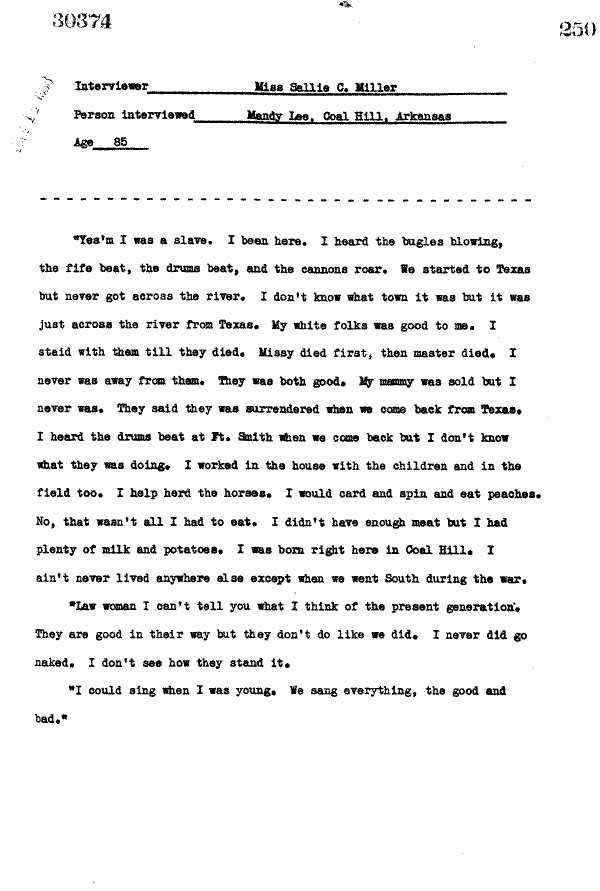 30374
250
Interviewer Miss Sallie C. Miller
Person interviewed Mandy Lee, Coal Hill, Arkansas
Age 85
- - - - - - - - - - - - - - - - - - - - - - - - - - - - - - - - - - - -
"Yes'm I was a slave. I been here. I heard the bugles blowing,
the fife beat, the drums beat, and the cannons roar. We started to Texas
but never got across the river. I don't know what town it was but it was
just across the river from Texas. My white folks was good to me. I
staid with them till they died. Missy died first, then master died. I
never was away from them. They was both good. My mammy was sold but I
never was. They said they was surrendered when we come back from Texas.
I heard the drums beat at Ft. Smith when we come back but I don't know
what they was doing. I worked in the house with the children and in the
field too. I help herd the horses. I would card and spin and eat peaches.
No, that wasn't all I had to eat. I didn't have enough meat but I had
plenty of milk and potatoes. I was born right here in Coal Hill. I
ain't never lived anywhere else except when we went South during the war.
"Law woman I can't tell you what I think of the present generation.
They are good in their way but they don't do like we did. I never did go
naked. I don't see how they stand it.
"I could sing when I was young. We sang everything, the good and
bad."